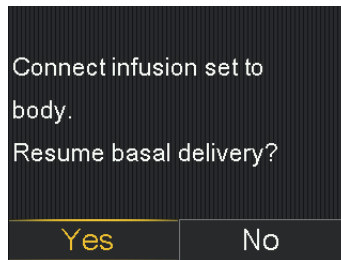 Connect infusion set to
body.
Resume basal delivery?
Yes No